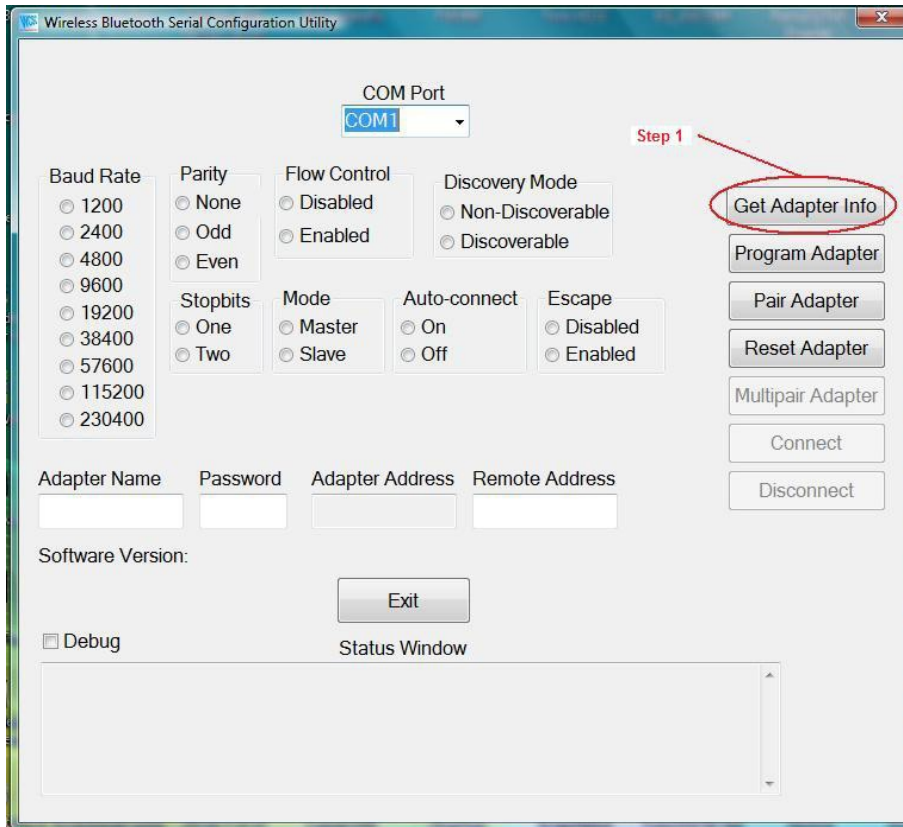 Wireless Bluetooth Serial Configuration Utility
COM Port
COM1
Step 1
Baud Rate
1200
2400
4800
9600
19200
38400
57600
115200
230400
Parity
None
Odd
Even
Flow Control
Disabled
Enabled
Discovery Mode
Non-Discoverable
Discoverable
Stopbits
One
Two
Mode
Master
Slave
Auto-connect
On
Off
Escape
Disabled
Enabled
Get Adapter Info
Program Adapter
Pair Adapter
Reset Adapter
Multipair Adapter
Connect
Disconnect
Adapter Name
Password
Adapter Address
Remote Address
Software Version:
Exit
Debug
Status Window